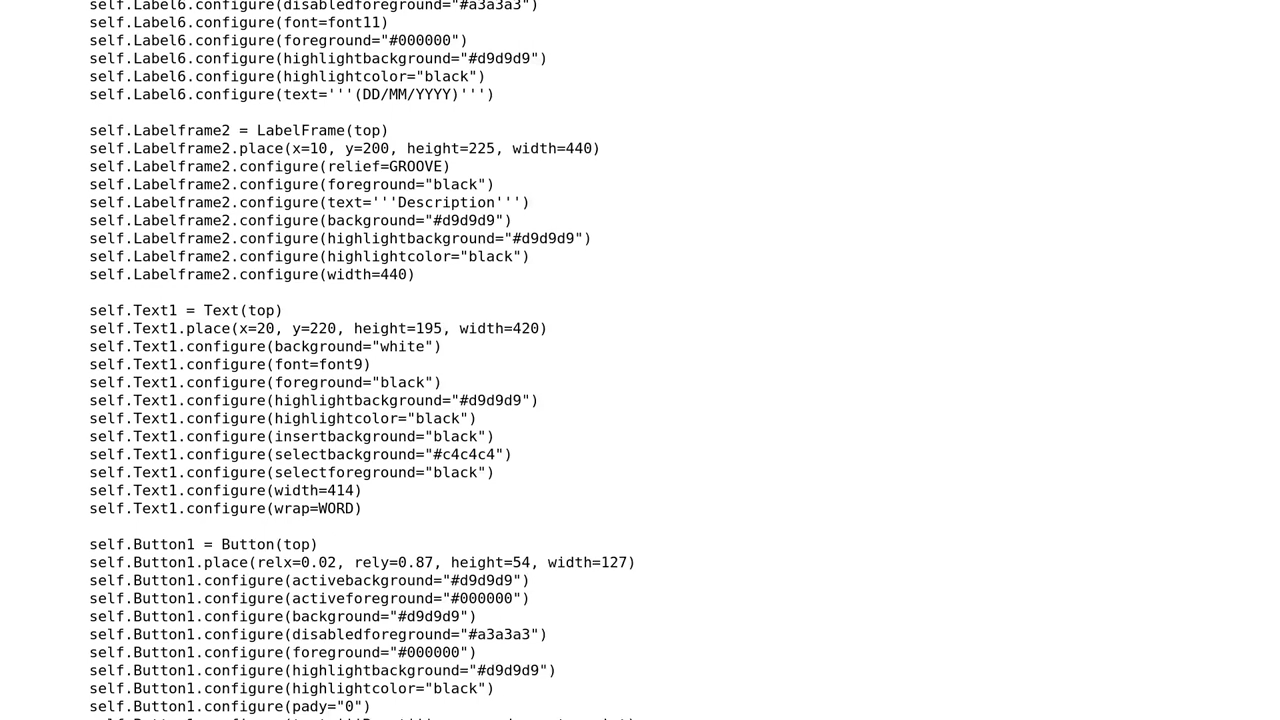 self.Label6.configure(disabledforeground="#a3a3a3")
self.Label6.configure(font=font11)
self.Label6.configure(foreground="#000000")
self.Label6.configure(highlightbackground="#d9d9d9")
self.Label6.configure(highlightcolor="black")
self.Label6.configure(text='''(DD/MM/YYYY)''')

self.Labelframe2 = LabelFrame(top)
self.Labelframe2.place(x=10, y=200, height=225, width=440)
self.Labelframe2.configure(relief=GROOVE)
self.Labelframe2.configure(foreground="black")
self.Labelframe2.configure(text='''Description''')
self.Labelframe2.configure(background="#d9d9d9")
self.Labelframe2.configure(highlightbackground="#d9d9d9")
self.Labelframe2.configure(highlightcolor="black")
self.Labelframe2.configure(width=440)

self.Text1 = Text(top)
self.Text1.place(x=20, y=220, height=195, width=420)
self.Text1.configure(background="white")
self.Text1.configure(font=font9)
self.Text1.configure(foreground="black")
self.Text1.configure(highlightbackground="#d9d9d9")
self.Text1.configure(highlightcolor="black")
self.Text1.configure(insertbackground="black")
self.Text1.configure(selectbackground="#c4c4c4")
self.Text1.configure(selectforeground="black")
self.Text1.configure(width=414)
self.Text1.configure(wrap=WORD)

self.Button1 = Button(top)
self.Button1.place(relx=0.02, rely=0.87, height=54, width=127)
self.Button1.configure(activebackground="#d9d9d9")
self.Button1.configure(activeforeground="#000000")
self.Button1.configure(background="#d9d9d9")
self.Button1.configure(disabledforeground="#a3a3a3")
self.Button1.configure(foreground="#000000")
self.Button1.configure(highlightbackground="#d9d9d9")
self.Button1.configure(highlightcolor="black")
self.Button1.configure(pady="0")